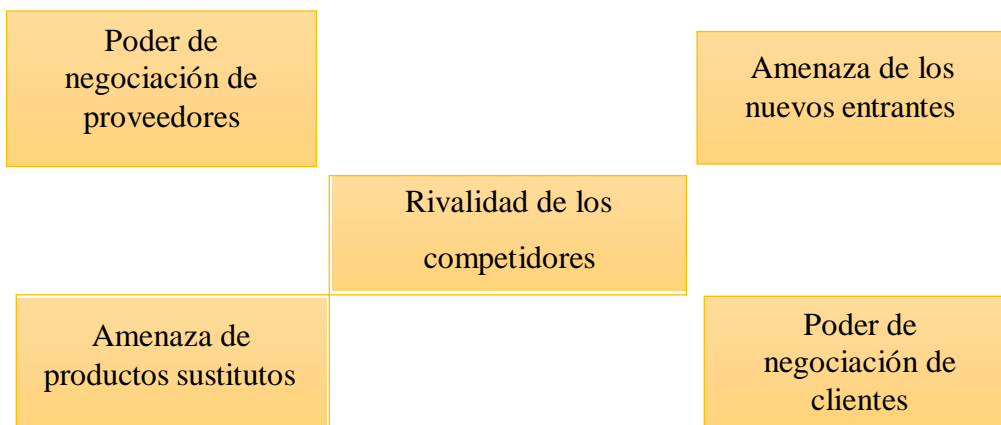 Poder de
negociación de
proveedores
Amenaza de los
nuevos entrantes
Rivalidad de los
competidores
Amenaza de
productos sustitutos
Poder de
negociación de
clientes